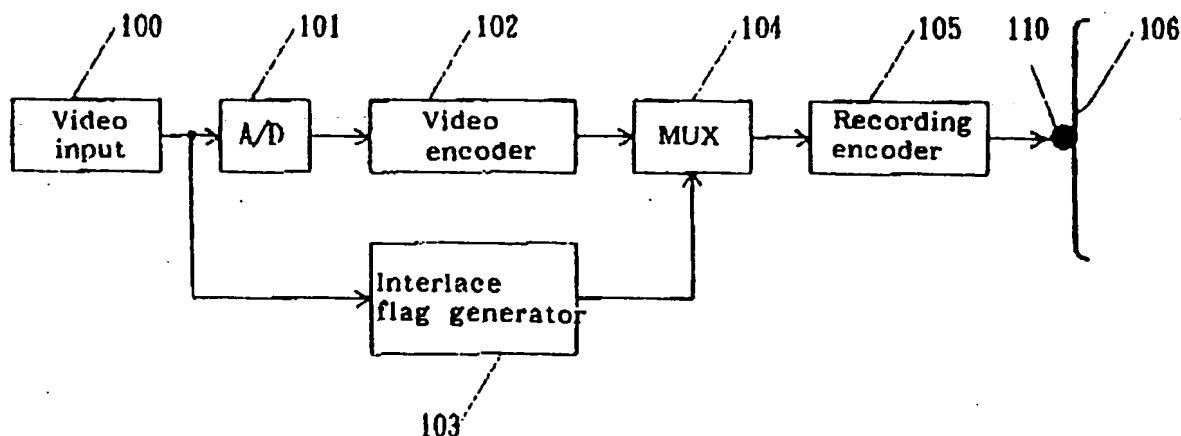 100
101
102
104
105
110
106
Video
input
A/D
Video
encoder
MUX
Recording
encoder
Interlace
flag generator
103